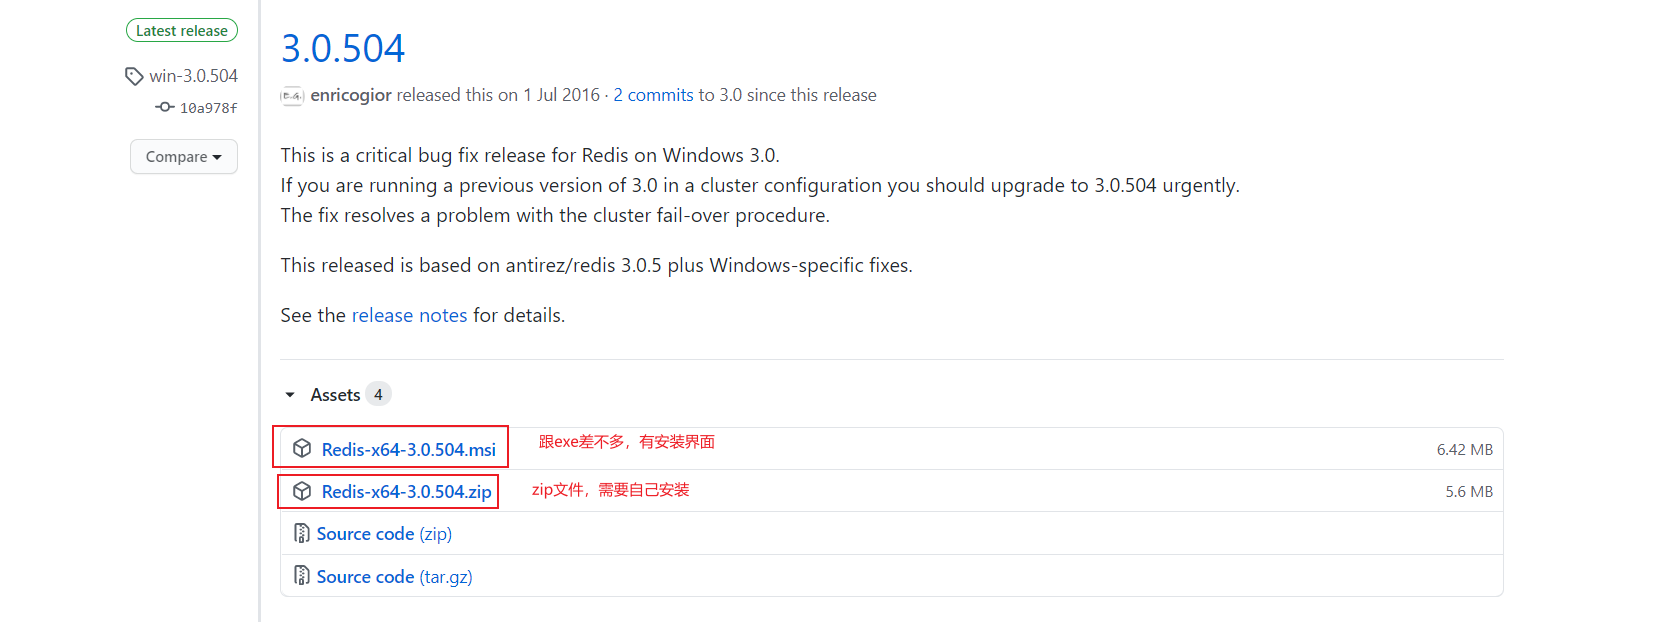 Latest release
win-3.0.504
10a978f
Compare
3.0.504
enricogior released this on 1 Jul 2016 · 2 commits to 3.0 since this release
This is a critical bug fix release for Redis on Windows 3.0.
If you are running a previous version of 3.0 in a cluster configuration you should upgrade to 3.0.504 urgently.
The fix resolves a problem with the cluster fail-over procedure.
This released is based on antirez/redis 3.0.5 plus Windows-specific fixes.
See the release notes for details.
Assets 4
Redis-x64-3.0.504.msi 跟exe差不多，有安装界面 6.42 MB
Redis-x64-3.0.504.zip zip文件，需要自己安装 5.6 MB
Source code (zip)
Source code (tar.gz)